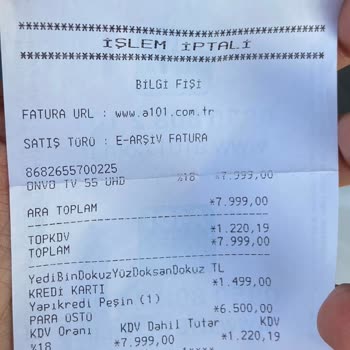 ********************************
İŞLEM İPTALİ
********************************
BİLGİ FİŞİ
FATURA URL : www.a101.com.tr
SATIŞ TÜRÜ : E-ARŞİV FATURA
8682655700225
ONVO TV 55 UHD %18 *7.999,00
ARA TOPLAM *7.999,00
--------------------------------
TOPKDV *1.220,19
TOPLAM *7.999,00
--------------------------------
YediBinDokuzYüzDoksanDokuz TL
KREDİ KARTI *1.499,00
Yapıkredi Peşin (1)
PARA ÜSTÜ *6.500,00
KDV Oranı KDV Dahil Tutar KDV
%18 *7.999,00 *1.220,19